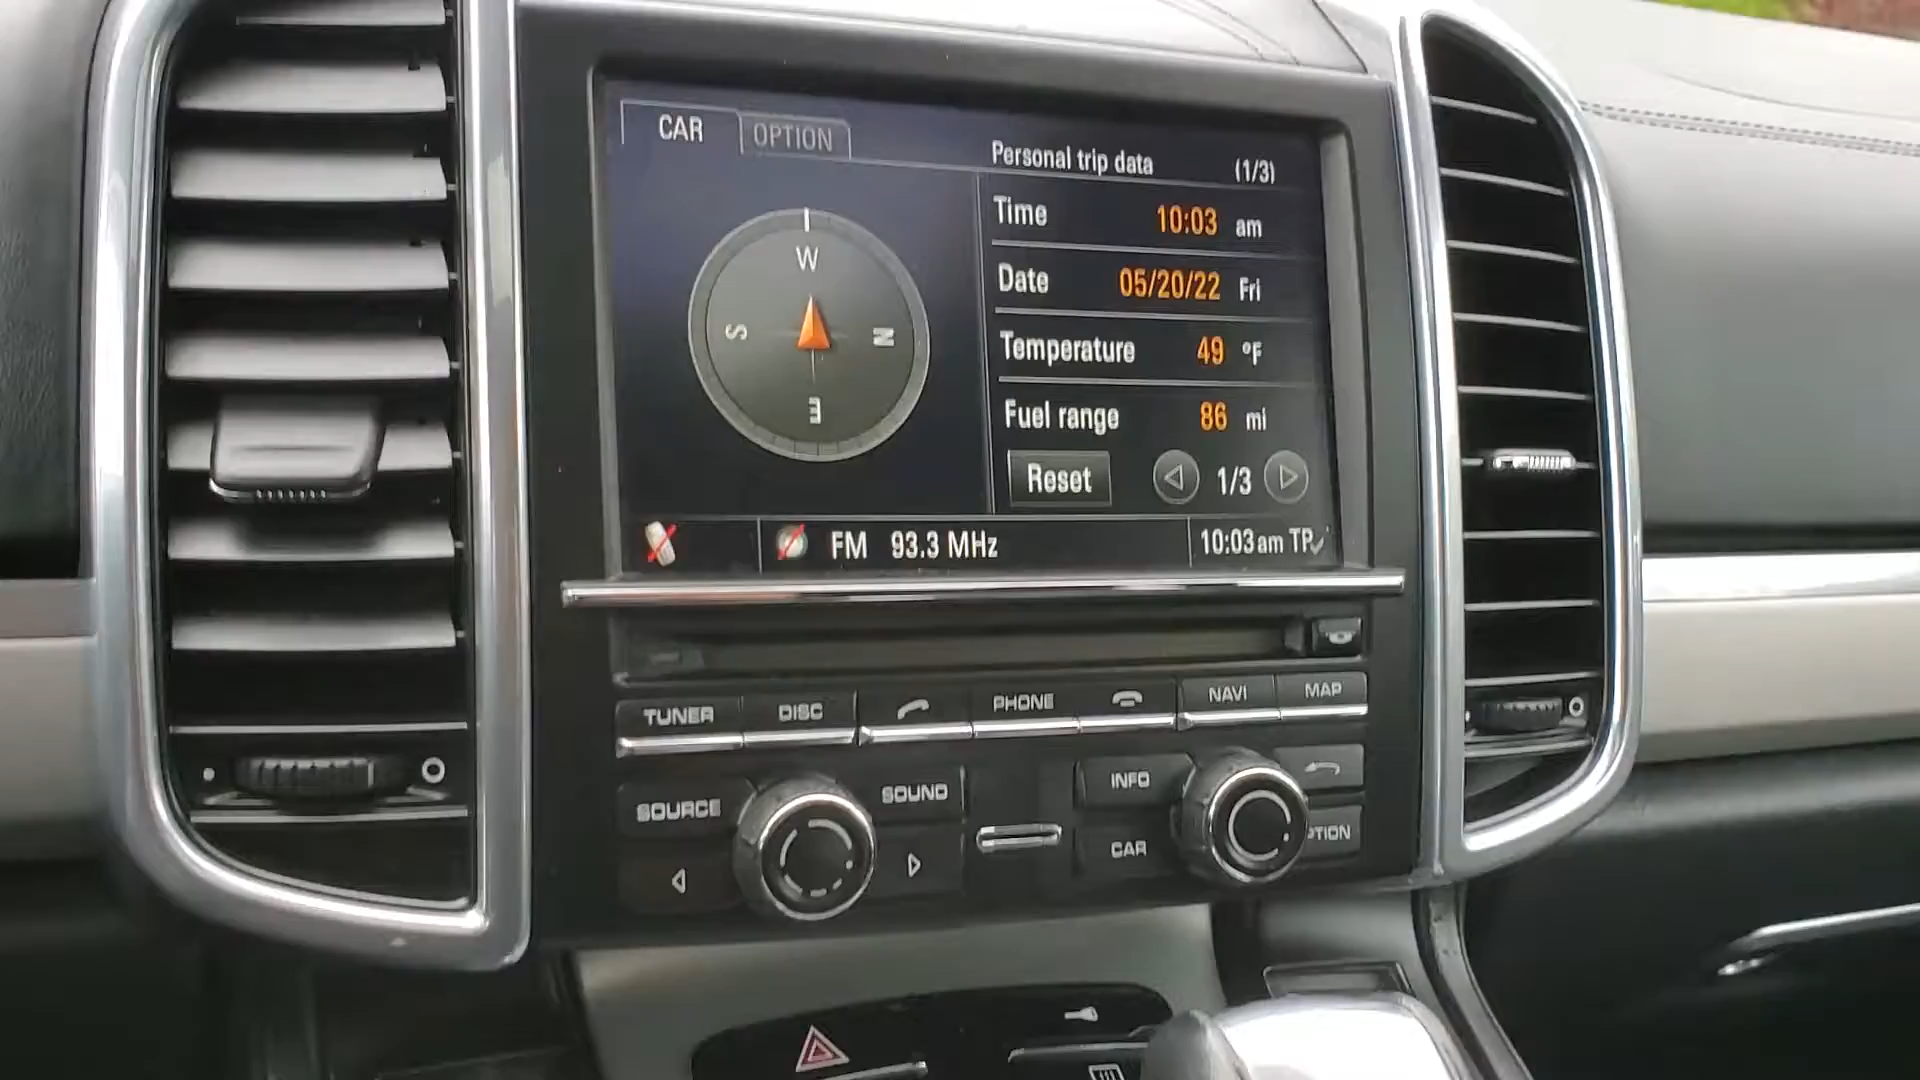 CAR OPTION
Personal trip data (1/3)
Time 10:03 am
Date 05/20/22 Fri
Temperature 49 °F
Fuel range 86 mi
Reset 1/3
W
S N
E
FM 93.3 MHz
10:03 am TP
TUNER DISC PHONE NAVI MAP
SOURCE SOUND INFO
CAR PTION